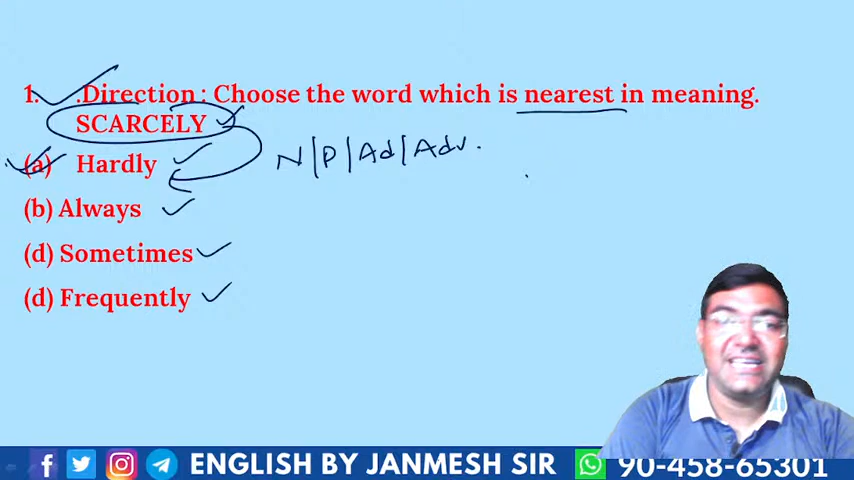 1. .Direction : Choose the word which is nearest in meaning.
SCARCELY
(a) Hardly
N|P|Ad|Adv.
(b) Always
(d) Sometimes
(d) Frequently
ENGLISH BY JANMESH SIR 90-458-65301